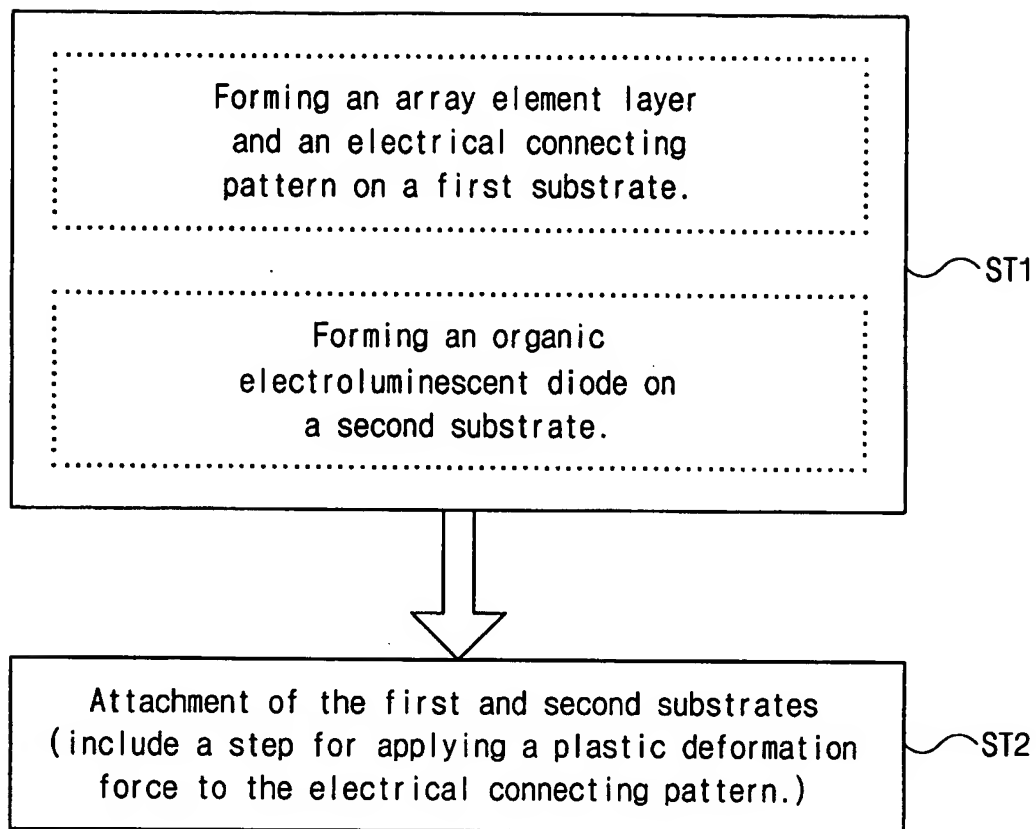 Forming an array element layer
and an electrical connecting
pattern on a first substrate.
ST1
Forming an organic
electroluminescent diode on
a second substrate.
Attachment of the first and second substrates
(include a step for applying a plastic deformation
force to the electrical connecting pattern.)
ST2